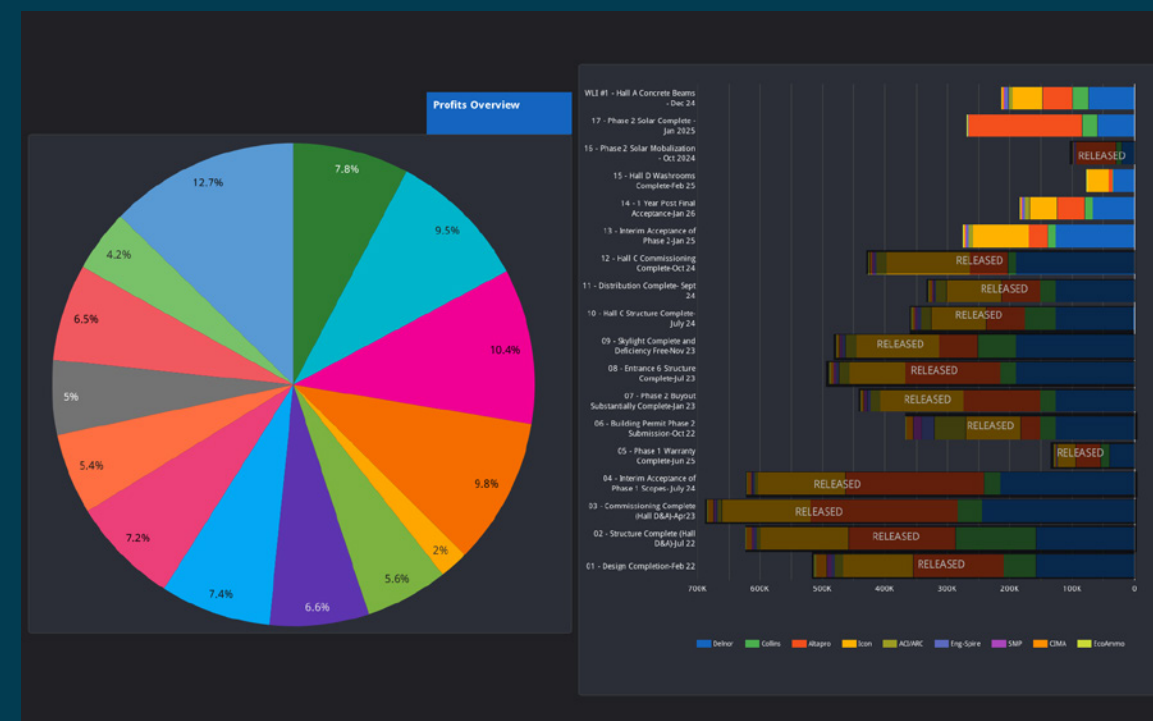 Profits Overview
7.8%
9.5%
10.4%
9.8%
2%
5.6%
6.6%
7.4%
7.2%
5.4%
5%
6.5%
4.2%
12.7%
WLI #1 - Hall A Concrete Beams
- Dec 24
17 - Phase 2 Solar Complete -
Jan 2025
16 - Phase 2 Solar Mobalization
- Oct 2024
RELEASED
15 - Hall D Washrooms
Complete-Feb 25
14 - 1 Year Post Final
Acceptance-Jan 26
13 - Interim Acceptance of
Phase 2-Jan 25
12 - Hall C Commissioning
Complete-Oct 24
RELEASED
11 - Distribution Complete- Sept
24
RELEASED
10 - Hall C Structure Complete-
July 24
RELEASED
09 - Skylight Complete and
Deficiency Free-Nov 23
RELEASED
08 - Entrance 6 Structure
Complete-Jul 23
RELEASED
07 - Phase 2 Buyout
Substantially Complete-Jan 23
RELEASED
06 - Building Permit Phase 2
Submission-Oct 22
RELEASED
05 - Phase 1 Warranty
Complete-Jun 25
RELEASED
04 - Interim Acceptance of
Phase 1 Scopes- July 24
RELEASED
03 - Commissioning Complete
(Hall D&A)-Apr23
RELEASED
02 - Structure Complete (Hall
D&A)-Jul 22
RELEASED
01 - Design Completion-Feb 22
RELEASED
700K 600K 500K 400K 300K 200K 100K 0
Delnor Collins Altapro Icon ACI/ARC Eng-Spire SMP CIMA EcoAmmo